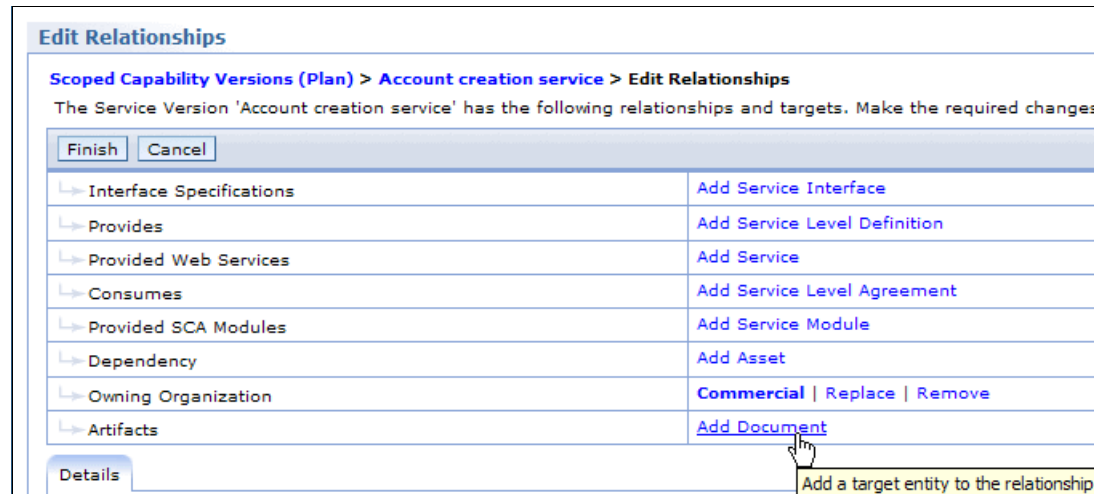 Edit Relationships
Scoped Capability Versions (Plan) > Account creation service > Edit Relationships
The Service Version 'Account creation service' has the following relationships and targets. Make the required changes
Finish Cancel
Interface Specifications Add Service Interface
Provides Add Service Level Definition
Provided Web Services Add Service
Consumes Add Service Level Agreement
Provided SCA Modules Add Service Module
Dependency Add Asset
Owning Organization Commercial | Replace | Remove
Artifacts Add Document
Details
Add a target entity to the relationship